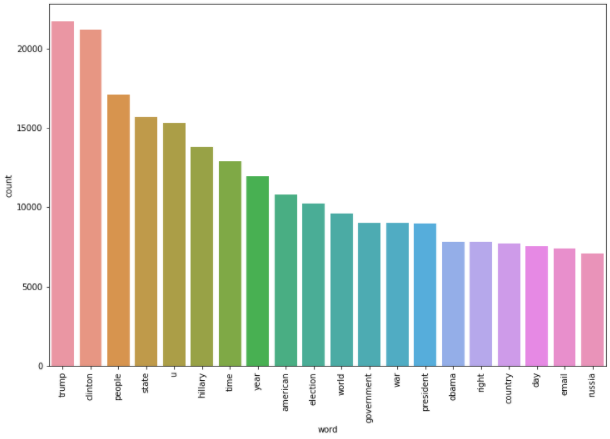 20000
15000
10000
5000
0
count
trump
clinton
people
state
u
hillary
time
year
american
election
world
government
war
president
obama
right
country
day
email
russia
word